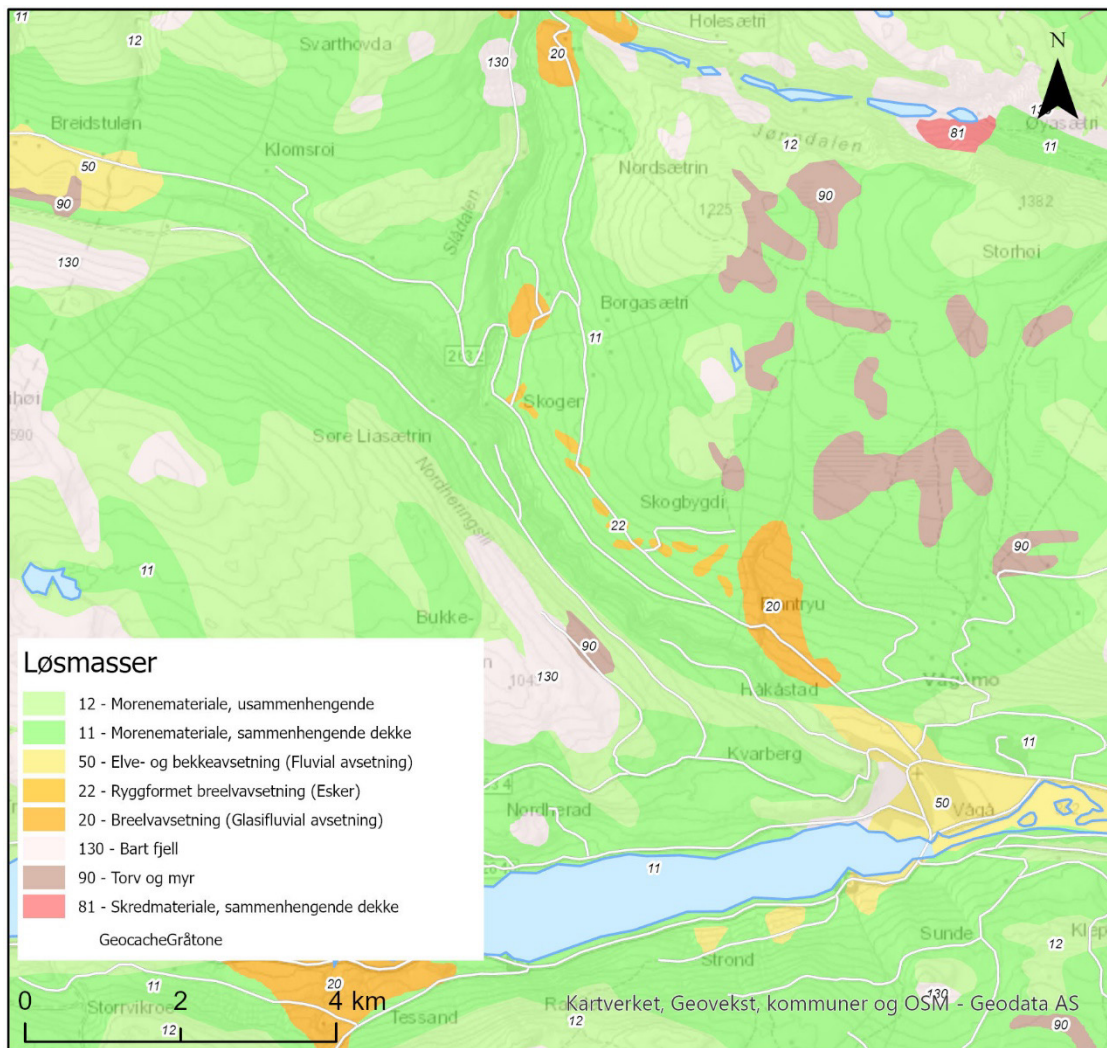 11
Holesætri
Svarthovda
12
20
N
130
81
Øyasætri
Breidstulen
Jønndalen
12
11
Klomsroi
50
Nordsætrin
90
90
1225
1382
Slådalen
Storhøi
130
Borgasætri
11
2632
Skogen
Søre Liasætrin
Nordheringslii
Skogbygdi
22
90
11
20
Bukke-
90
130
Håkåstad
Vågåmo
Kvarberg
11
50
Vågå
Nordherad
11
Sunde
Strond
12
20
11
Storrvikroe
12
Tessand
12
130
90
Løsmasser
12 - Morenemateriale, usammenhengende
11 - Morenemateriale, sammenhengende dekke
50 - Elve- og bekkeavsetning (Fluvial avsetning)
22 - Ryggformet breelvavsetning (Esker)
20 - Breelvavsetning (Glasifluvial avsetning)
130 - Bart fjell
90 - Torv og myr
81 - Skredmateriale, sammenhengende dekke
GeocacheGråtone
0 2 4 km
Kartverket, Geovekst, kommuner og OSM - Geodata AS